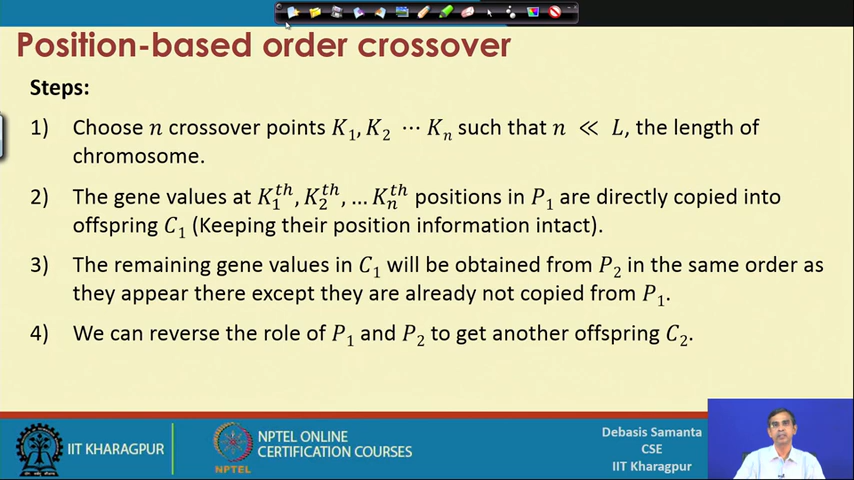 Position-based order crossover
Steps:
1) Choose n crossover points K₁, K₂ ⋯ Kₙ such that n ≪ L, the length of
chromosome.
2) The gene values at K₁ᵗʰ, K₂ᵗʰ, … Kₙᵗʰ positions in P₁ are directly copied into
offspring C₁ (Keeping their position information intact).
3) The remaining gene values in C₁ will be obtained from P₂ in the same order as
they appear there except they are already not copied from P₁.
4) We can reverse the role of P₁ and P₂ to get another offspring C₂.
IIT KHARAGPUR
NPTEL
NPTEL ONLINE
CERTIFICATION COURSES
Debasis Samanta
CSE
IIT Kharagpur